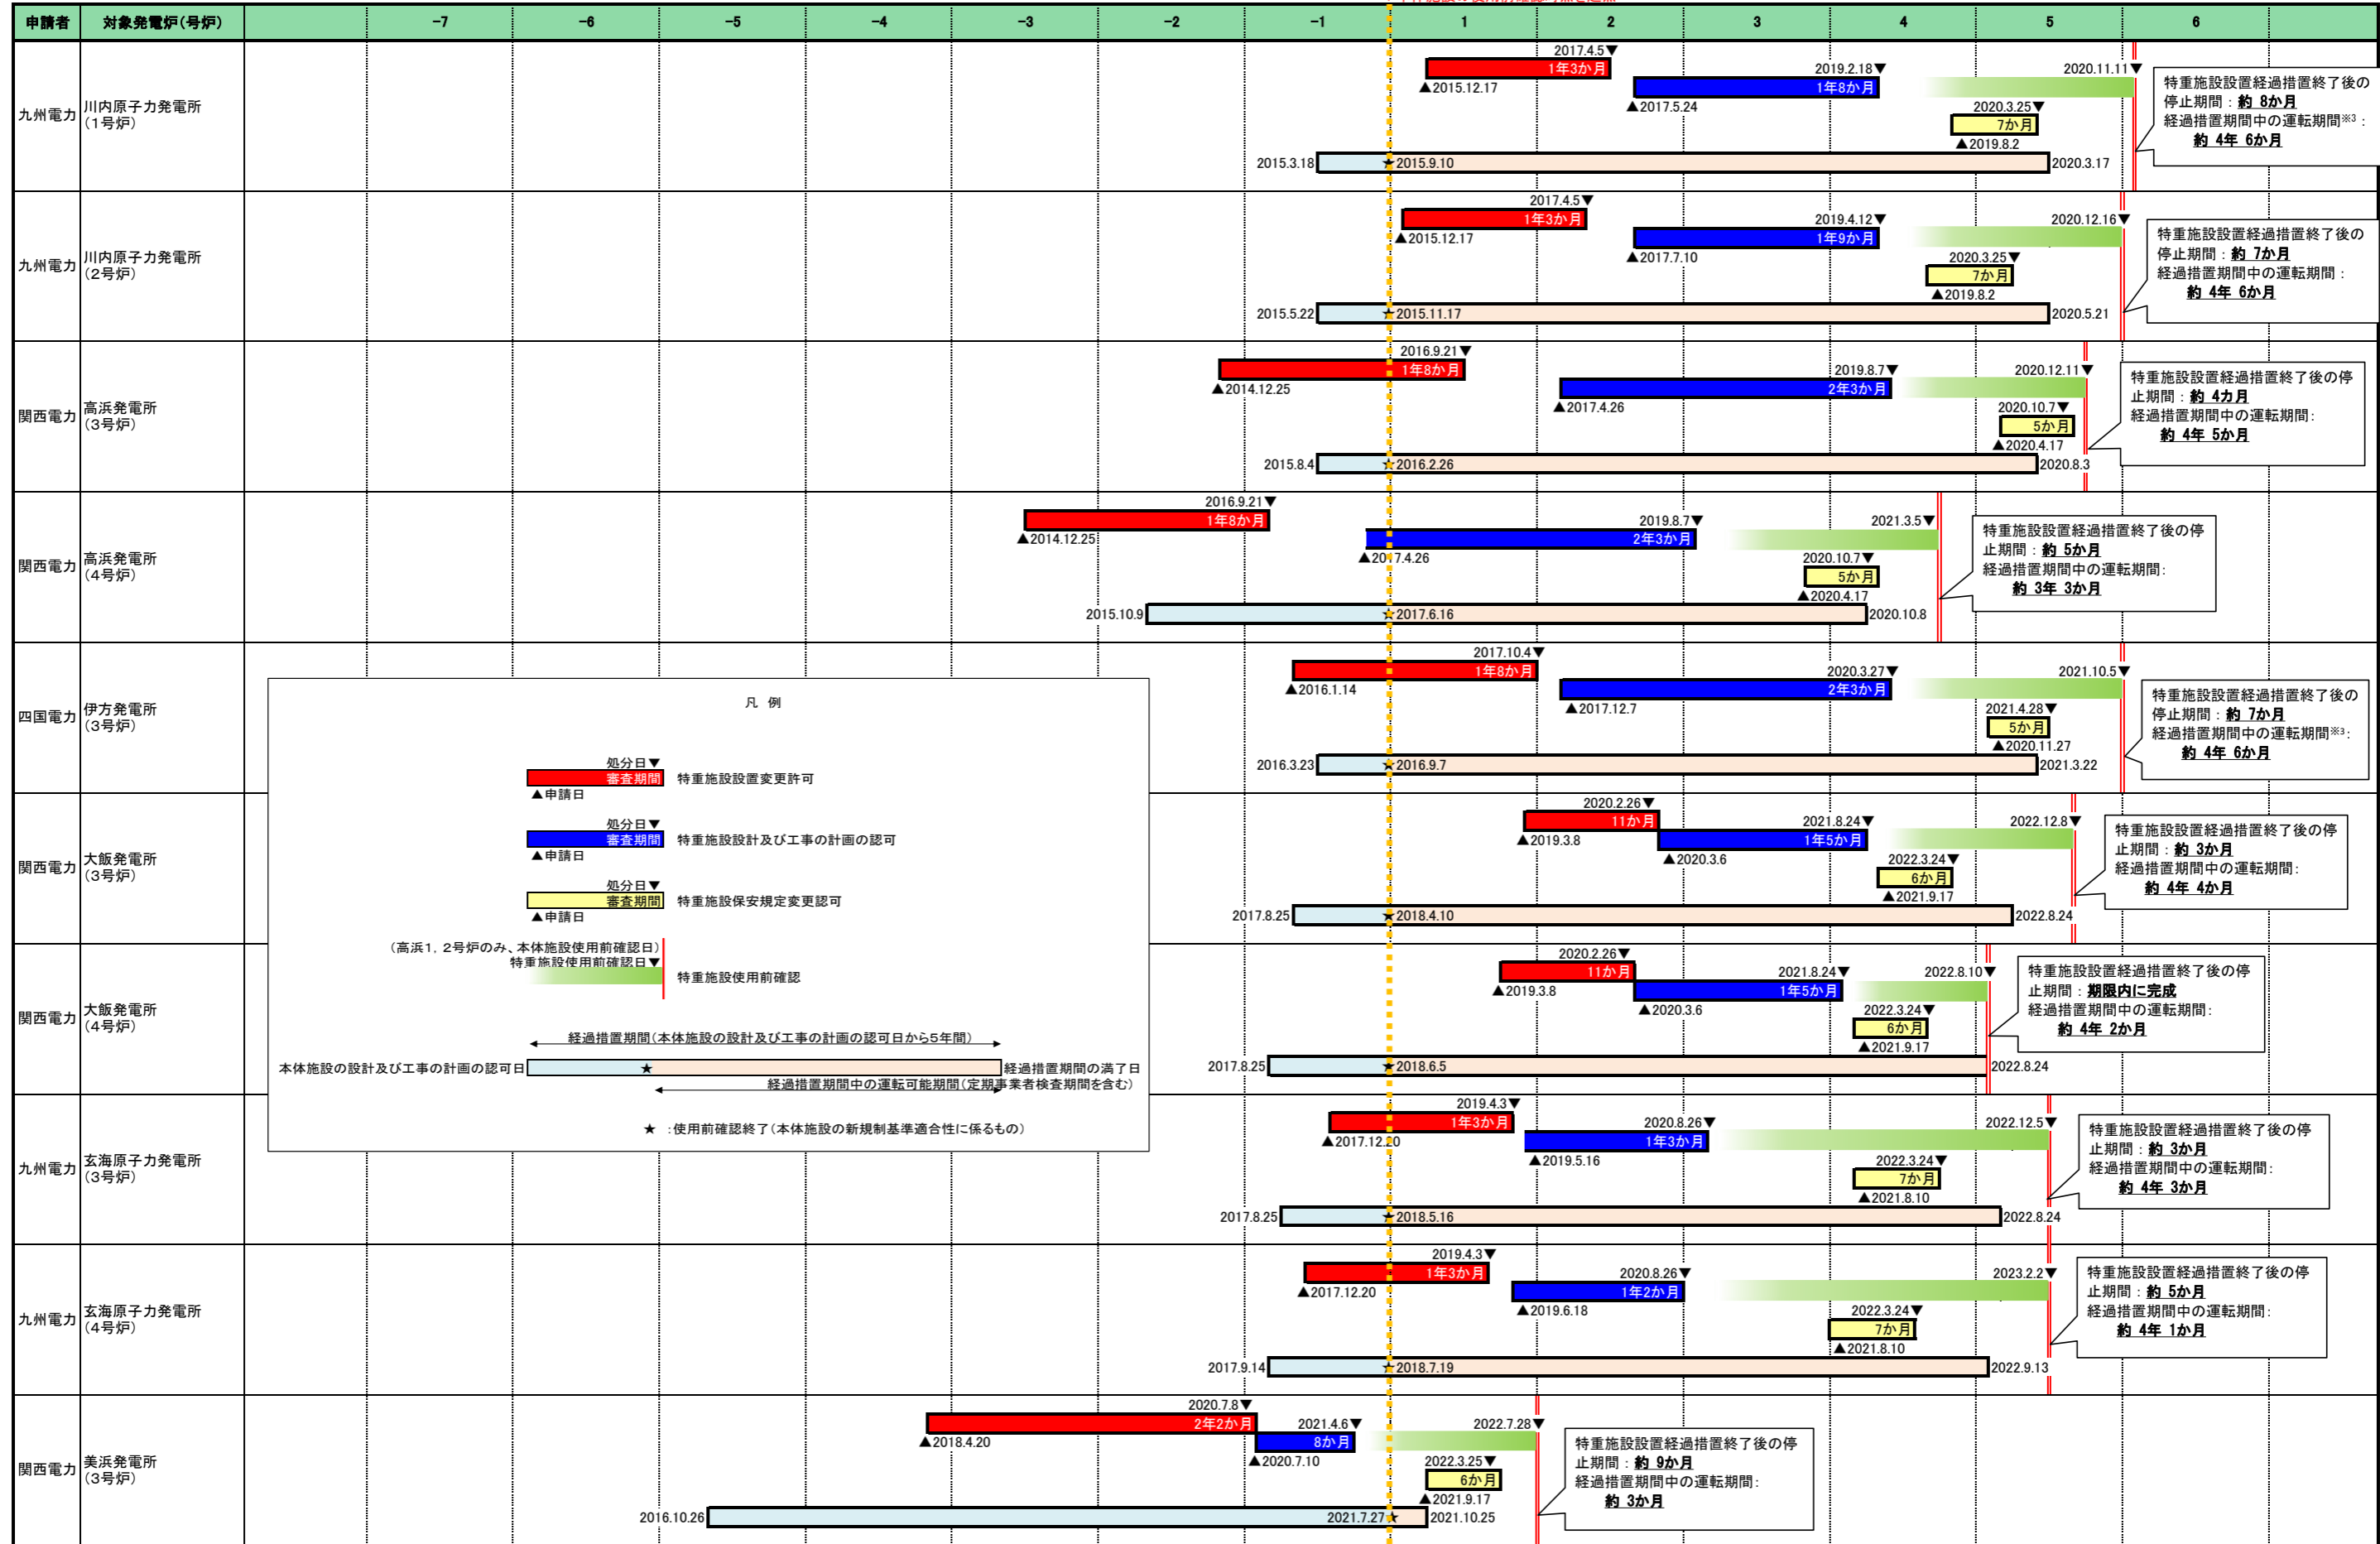 申請者 対象発電炉(号炉) -7 -6 -5 -4 -3 -2 -1 1 2 3 4 5 6
九州電力 川内原子力発電所
(1号炉)
2017.4.5▼
1年3か月
▲2015.12.17
2019.2.18▼
1年8か月
▲2017.5.24
2020.11.11▼
2020.3.25▼
7か月
▲2019.8.2
2015.3.18 ★2015.9.10 2020.3.17
特重施設設置経過措置終了後の
停止期間：約 8か月
経過措置期間中の運転期間※3：
約 4年 6か月
九州電力 川内原子力発電所
(2号炉)
2017.4.5▼
1年3か月
▲2015.12.17
2019.4.12▼
1年9か月
▲2017.7.10
2020.12.16▼
2020.3.25▼
7か月
▲2019.8.2
2015.5.22 ★2015.11.17 2020.5.21
特重施設設置経過措置終了後の
停止期間：約 7か月
経過措置期間中の運転期間：
約 4年 6か月
関西電力 高浜発電所
(3号炉)
2016.9.21▼
1年8か月
▲2014.12.25
2019.8.7▼
2年3か月
▲2017.4.26
2020.12.11▼
2020.10.7▼
5か月
▲2020.4.17
2015.8.4 ★2016.2.26 2020.8.3
特重施設設置経過措置終了後の停
止期間：約 4カ月
経過措置期間中の運転期間：
約 4年 5か月
関西電力 高浜発電所
(4号炉)
2016.9.21▼
1年8か月
▲2014.12.25
2019.8.7▼
2年3か月
▲2017.4.26
2021.3.5▼
2020.10.7▼
5か月
▲2020.4.17
2015.10.9 ★2017.6.16 2020.10.8
特重施設設置経過措置終了後の停
止期間：約 5か月
経過措置期間中の運転期間：
約 3年 3か月
四国電力 伊方発電所
(3号炉)
2017.10.4▼
1年8か月
▲2016.1.14
2020.3.27▼
2年3か月
▲2017.12.7
2021.10.5▼
2021.4.28▼
5か月
▲2020.11.27
2016.3.23 ★2016.9.7 2021.3.22
特重施設設置経過措置終了後の
停止期間：約 7か月
経過措置期間中の運転期間※3：
約 4年 6か月
凡 例
処分日▼
審査期間 特重施設設置変更許可
▲申請日
処分日▼
審査期間 特重施設設計及び工事の計画の認可
▲申請日
処分日▼
審査期間 特重施設保安規定変更認可
▲申請日
(高浜1，2号炉のみ、本体施設使用前確認日)
特重施設使用前確認日▼
特重施設使用前確認
経過措置期間(本体施設の設計及び工事の計画の認可日から5年間)
本体施設の設計及び工事の計画の認可日 ★ 経過措置期間の満了日
経過措置期間中の運転可能期間(定期事業者検査期間を含む)
★ ：使用前確認終了(本体施設の新規制基準適合性に係るもの)
関西電力 大飯発電所
(3号炉)
2020.2.26▼
11か月
▲2019.3.8
2021.8.24▼
1年5か月
▲2020.3.6
2022.12.8▼
2022.3.24▼
6か月
▲2021.9.17
2017.8.25 ★2018.4.10 2022.8.24
特重施設設置経過措置終了後の停
止期間：約 3か月
経過措置期間中の運転期間：
約 4年 4か月
関西電力 大飯発電所
(4号炉)
2020.2.26▼
11か月
▲2019.3.8
2021.8.24▼
1年5か月
▲2020.3.6
2022.8.10▼
2022.3.24▼
6か月
▲2021.9.17
2017.8.25 ★2018.6.5 2022.8.24
特重施設設置経過措置終了後の停
止期間：期限内に完成
経過措置期間中の運転期間：
約 4年 2か月
九州電力 玄海原子力発電所
(3号炉)
2019.4.3▼
1年3か月
▲2017.12.20
2020.8.26▼
1年3か月
▲2019.5.16
2022.12.5▼
2022.3.24▼
7か月
▲2021.8.10
2017.8.25 ★2018.5.16 2022.8.24
特重施設設置経過措置終了後の停
止期間：約 3か月
経過措置期間中の運転期間：
約 4年 3か月
九州電力 玄海原子力発電所
(4号炉)
2019.4.3▼
1年3か月
▲2017.12.20
2020.8.26▼
1年2か月
▲2019.6.18
2023.2.2▼
2022.3.24▼
7か月
▲2021.8.10
2017.9.14 ★2018.7.19 2022.9.13
特重施設設置経過措置終了後の停
止期間：約 5か月
経過措置期間中の運転期間：
約 4年 1か月
関西電力 美浜発電所
(3号炉)
2020.7.8▼
2年2か月
▲2018.4.20
2021.4.6▼
8か月
▲2020.7.10
2022.7.28▼
2022.3.25▼
6か月
▲2021.9.17
2016.10.26 2021.7.27★ 2021.10.25
特重施設設置経過措置終了後の停
止期間：約 9か月
経過措置期間中の運転期間：
約 3か月